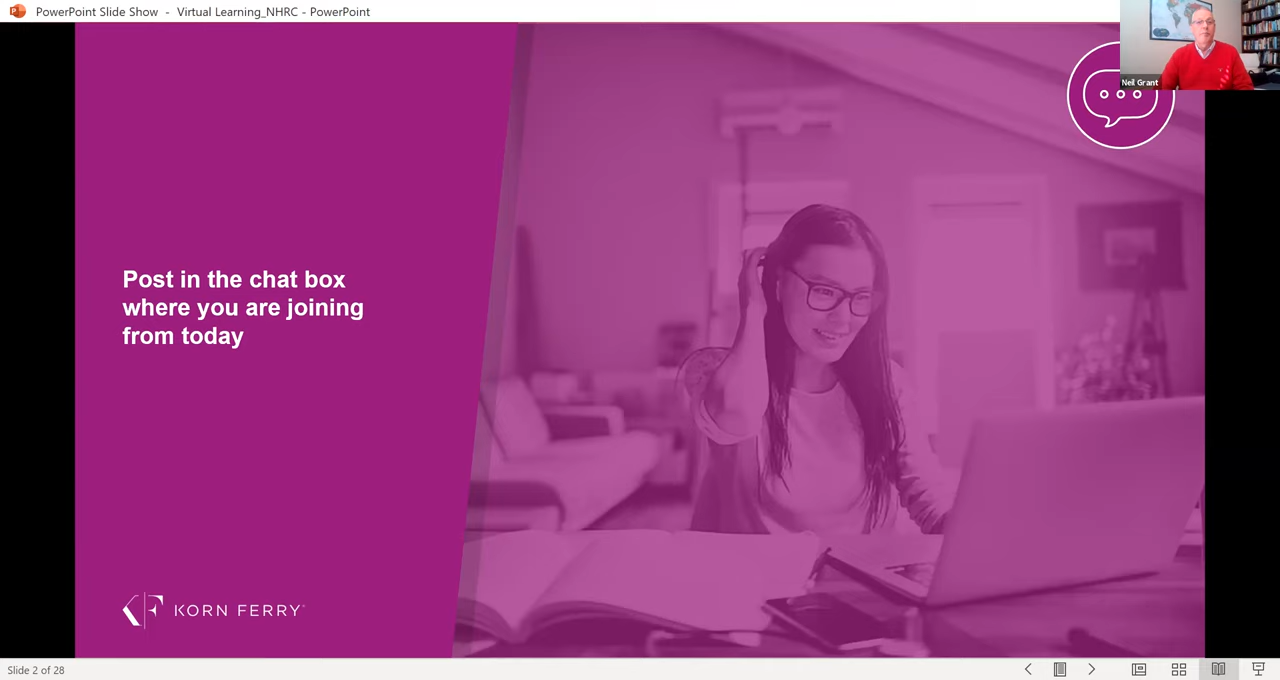 PowerPoint Slide Show - Virtual Learning_NHRC - PowerPoint
Neil Grant
Post in the chat box
where you are joining
from today
KF KORN FERRY
Slide 2 of 28